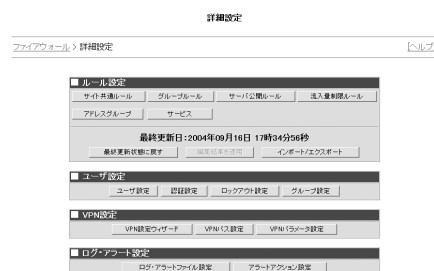 詳細設定
ファイアウォール > 詳細設定 [ヘルプ
■ ルール設定
サイト共通ルール グループルール サーバ公開ルール 流入量制限ルール
アドレスグループ サービス
最終更新日:2004年09月16日 17時34分56秒
最終更新状態に戻す 編集結果を適用 インポート/エクスポート
■ ユーザ設定
ユーザ設定 認証設定 ロックアウト設定 グループ設定
■ VPN設定
VPN設定ウィザード VPNパス設定 VPNパラメータ設定
■ ログ・アラート設定
ログ・アラートファイル設定 アラートアクション設定